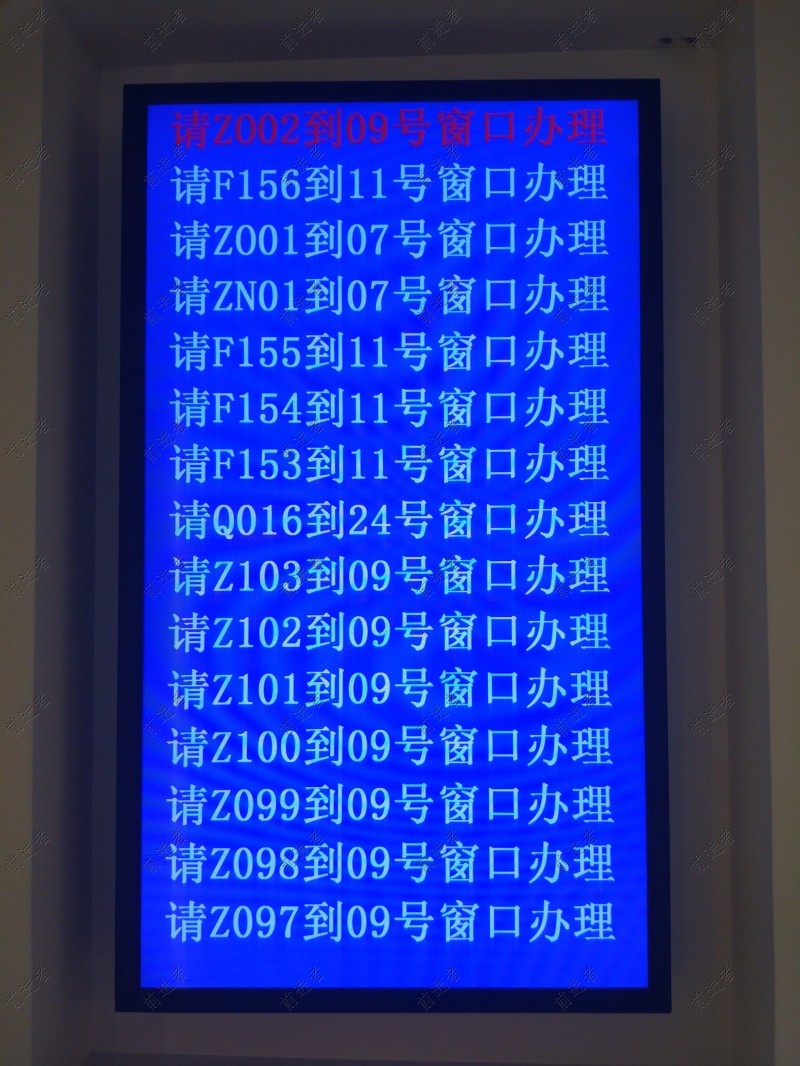 请Z002到09号窗口办理
请F156到11号窗口办理
请Z001到07号窗口办理
请ZN01到07号窗口办理
请F155到11号窗口办理
请F154到11号窗口办理
请F153到11号窗口办理
请Q016到24号窗口办理
请Z103到09号窗口办理
请Z102到09号窗口办理
请Z101到09号窗口办理
请Z100到09号窗口办理
请Z099到09号窗口办理
请Z098到09号窗口办理
请Z097到09号窗口办理
前进者